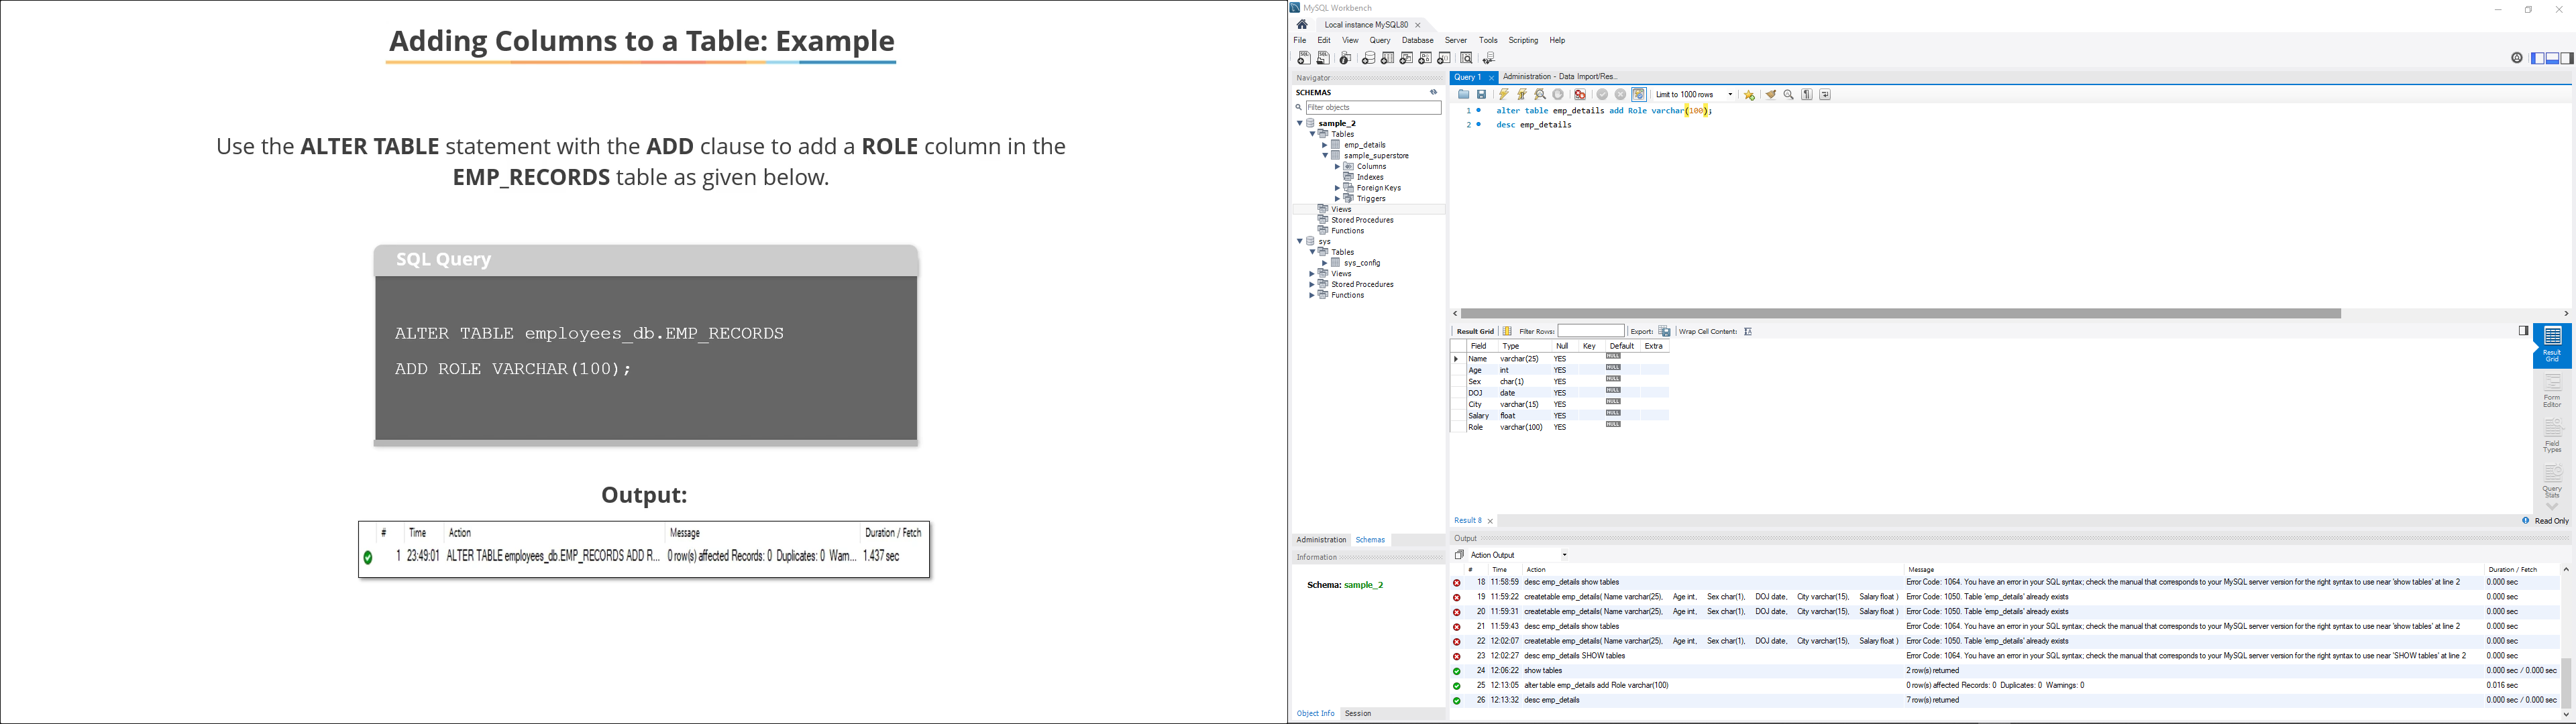 Adding Columns to a Table: Example
Use the ALTER TABLE statement with the ADD clause to add a ROLE column in the
EMP_RECORDS table as given below.
SQL Query
ALTER TABLE employees_db.EMP_RECORDS
ADD ROLE VARCHAR(100);
Output:
# Time Action Message Duration / Fetch
1 23:49:01 ALTER TABLE employees_db.EMP_RECORDS ADD R... 0 row(s) affected Records: 0 Duplicates: 0 Warn... 1.437 sec
MySQL Workbench
Local instance MySQL80
File Edit View Query Database Server Tools Scripting Help
Navigator
SCHEMAS
Filter objects
sample_2
Tables
emp_details
sample_superstore
Columns
Indexes
Foreign Keys
Triggers
Views
Stored Procedures
Functions
sys
Tables
sys_config
Views
Stored Procedures
Functions
Administration Schemas
Information
Schema: sample_2
Object Info Session
Query 1 Administration - Data Import/Res..
Limit to 1000 rows
1 alter table emp_details add Role varchar(100);
2 desc emp_details
Result Grid Filter Rows: Export: Wrap Cell Content:
Field Type Null Key Default Extra
Name varchar(25) YES NULL
Age int YES NULL
Sex char(1) YES NULL
DOJ date YES NULL
City varchar(15) YES NULL
Salary float YES NULL
Role varchar(100) YES NULL
Result
Grid
Form
Editor
Field
Types
Query
Stats
Result 8 Read Only
Output
Action Output
# Time Action Message Duration / Fetch
18 11:58:59 desc emp_details show tables Error Code: 1064. You have an error in your SQL syntax; check the manual that corresponds to your MySQL server version for the right syntax to use near 'show tables' at line 2 0.000 sec
19 11:59:22 createtable emp_details( Name varchar(25), Age int, Sex char(1), DOJ date, City varchar(15), Salary float ) Error Code: 1050. Table 'emp_details' already exists 0.000 sec
20 11:59:31 createtable emp_details( Name varchar(25), Age int, Sex char(1), DOJ date, City varchar(15), Salary float ) Error Code: 1050. Table 'emp_details' already exists 0.000 sec
21 11:59:43 desc emp_details show tables Error Code: 1064. You have an error in your SQL syntax; check the manual that corresponds to your MySQL server version for the right syntax to use near 'show tables' at line 2 0.000 sec
22 12:02:07 createtable emp_details( Name varchar(25), Age int, Sex char(1), DOJ date, City varchar(15), Salary float ) Error Code: 1050. Table 'emp_details' already exists 0.000 sec
23 12:02:27 desc emp_details SHOW tables Error Code: 1064. You have an error in your SQL syntax; check the manual that corresponds to your MySQL server version for the right syntax to use near 'SHOW tables' at line 2 0.000 sec
24 12:06:22 show tables 2 row(s) returned 0.000 sec / 0.000 sec
25 12:13:05 alter table emp_details add Role varchar(100) 0 row(s) affected Records: 0 Duplicates: 0 Warnings: 0 0.016 sec
26 12:13:32 desc emp_details 7 row(s) returned 0.000 sec / 0.000 sec